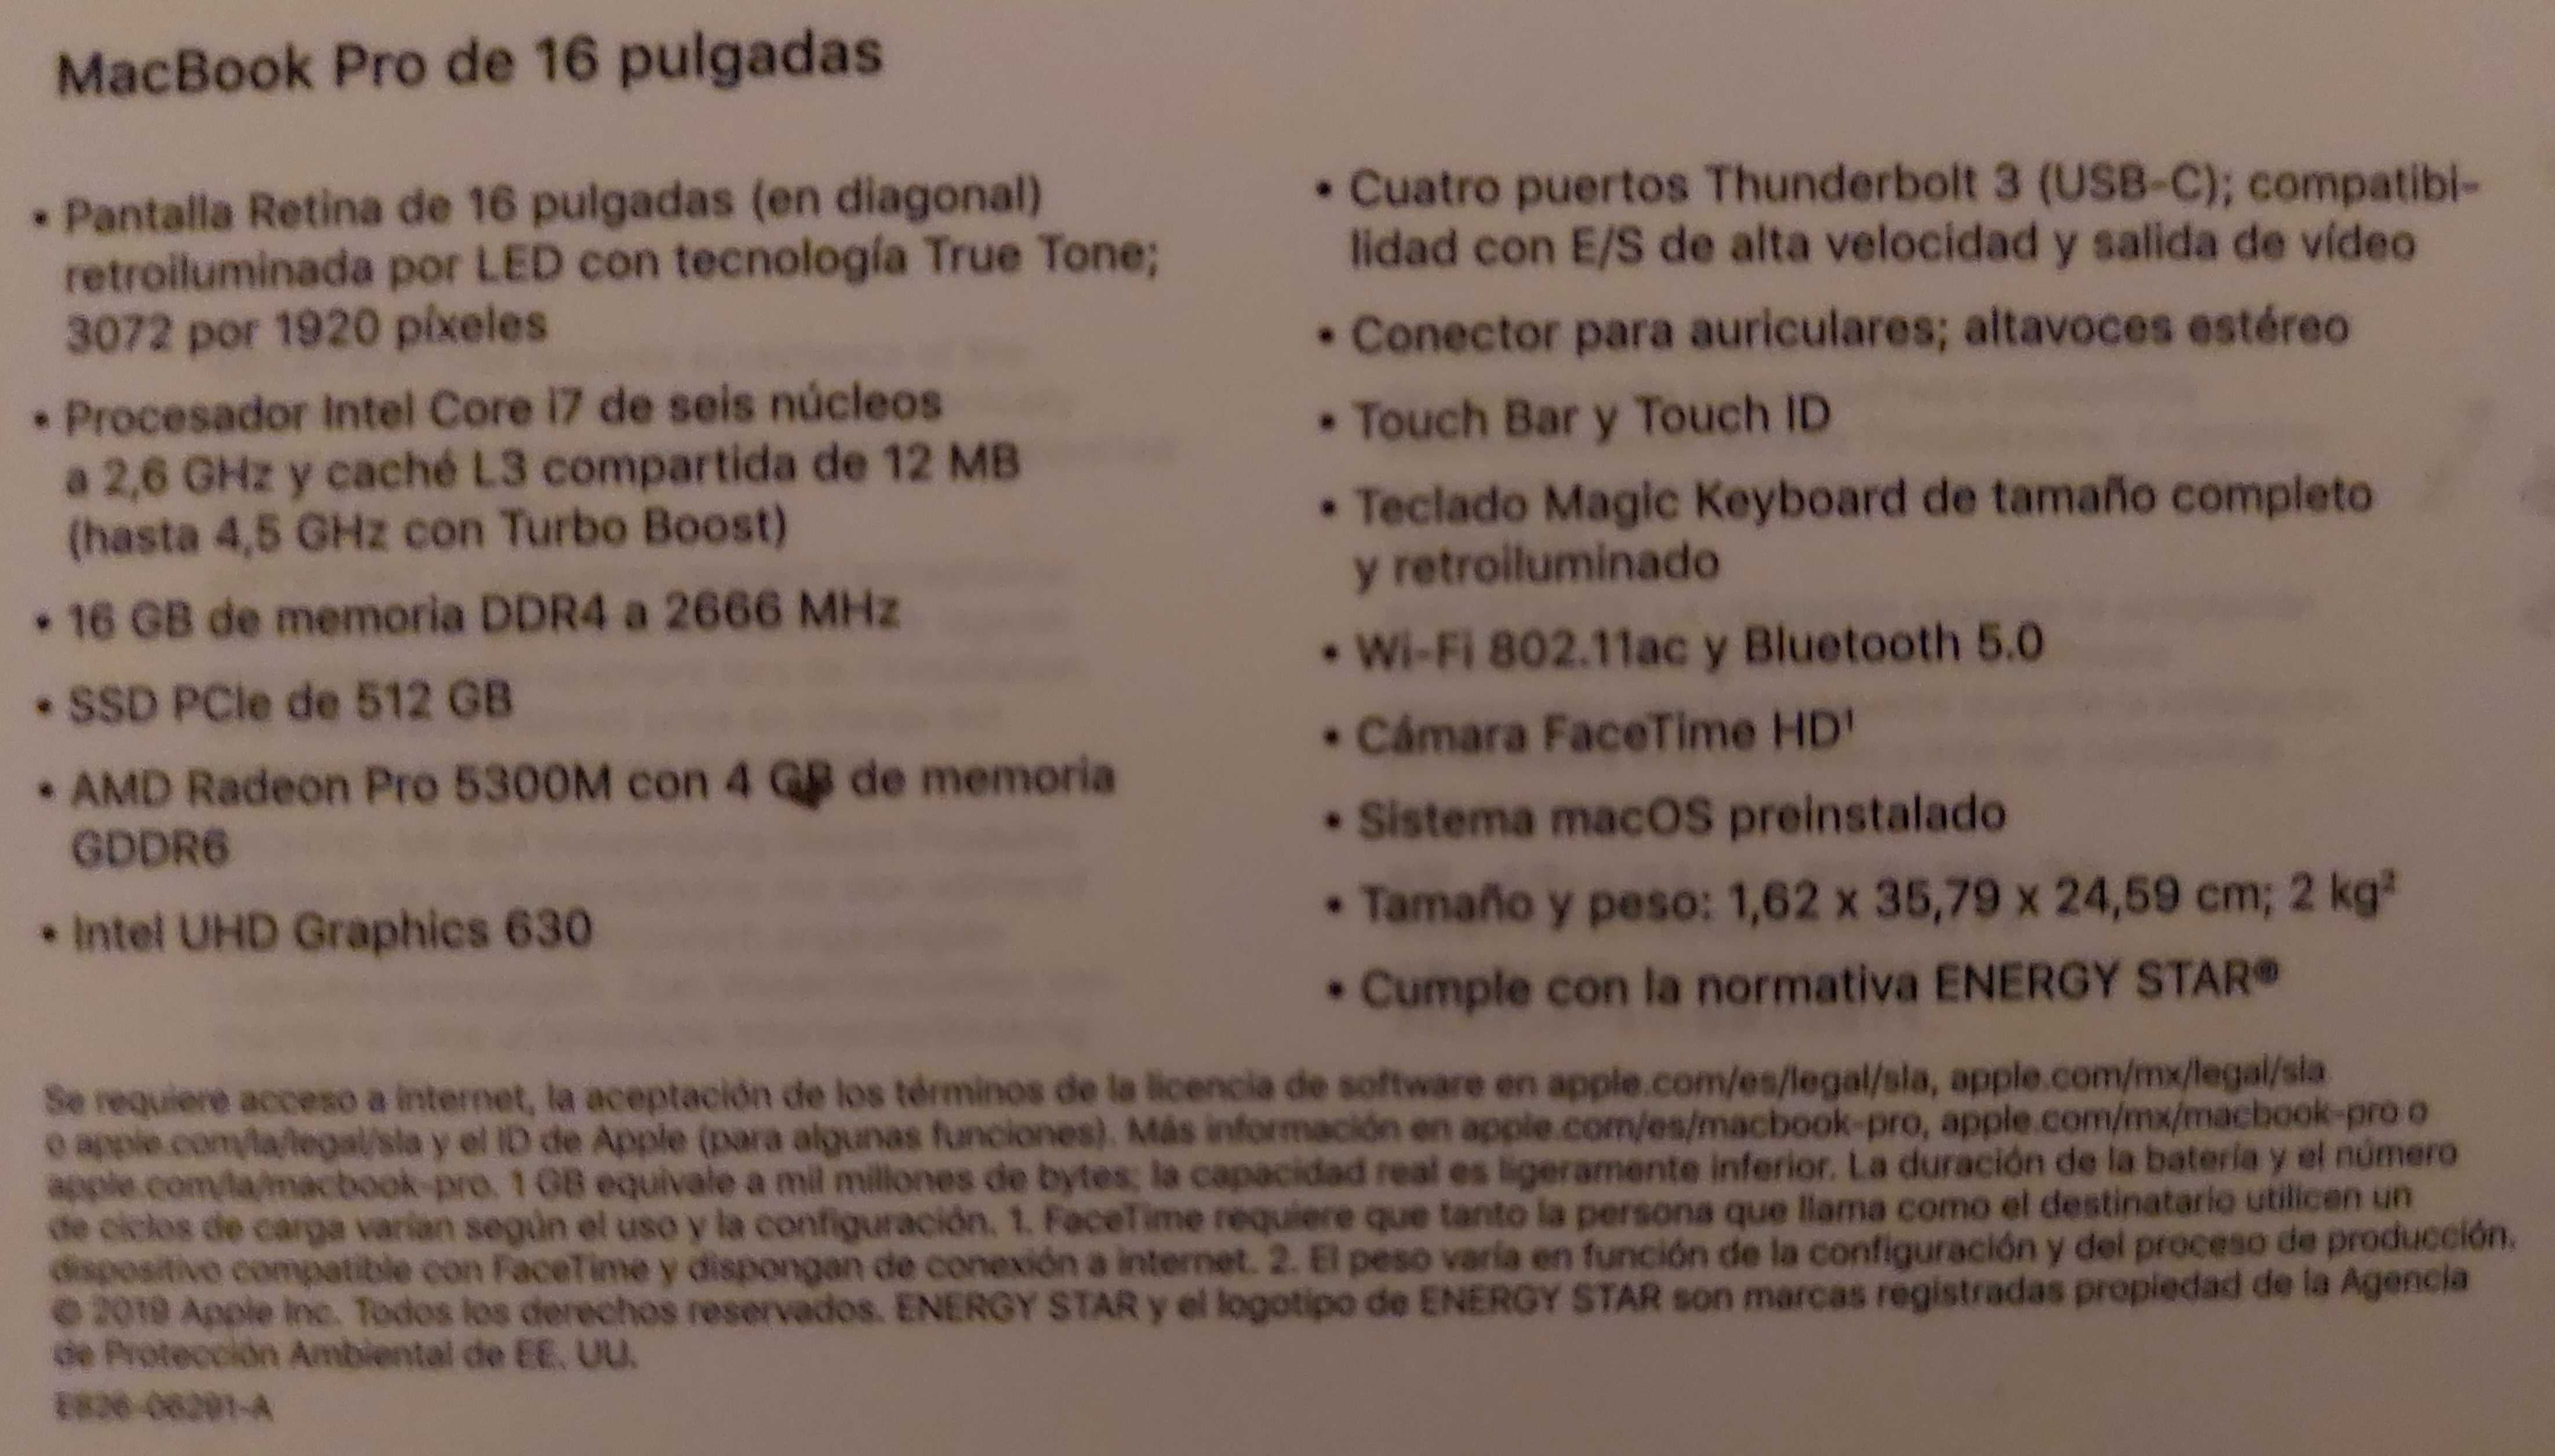 MacBook Pro de 16 pulgadas
• Pantalla Retina de 16 pulgadas (en diagonal)
retroiluminada por LED con tecnología True Tone;
3072 por 1920 píxeles
• Procesador Intel Core i7 de seis núcleos
a 2,6 GHz y caché L3 compartida de 12 MB
(hasta 4,5 GHz con Turbo Boost)
• 16 GB de memoria DDR4 a 2666 MHz
• SSD PCIe de 512 GB
• AMD Radeon Pro 5300M con 4 GB de memoria
GDDR6
• Intel UHD Graphics 630
• Cuatro puertos Thunderbolt 3 (USB-C); compatibi-
lidad con E/S de alta velocidad y salida de vídeo
• Conector para auriculares; altavoces estéreo
• Touch Bar y Touch ID
• Teclado Magic Keyboard de tamaño completo
y retroiluminado
• Wi-Fi 802.11ac y Bluetooth 5.0
• Cámara FaceTime HD¹
• Sistema macOS preinstalado
• Tamaño y peso: 1,62 x 35,79 x 24,59 cm; 2 kg²
• Cumple con la normativa ENERGY STAR®
Se requiere acceso a internet, la aceptación de los términos de la licencia de software en apple.com/es/legal/sla, apple.com/mx/legal/sla
o apple.com/la/legal/sla y el ID de Apple (para algunas funciones). Más información en apple.com/es/macbook-pro, apple.com/mx/macbook-pro o
apple.com/la/macbook-pro. 1 GB equivale a mil millones de bytes; la capacidad real es ligeramente inferior. La duración de la batería y el número
de ciclos de carga varían según el uso y la configuración. 1. FaceTime requiere que tanto la persona que llama como el destinatario utilicen un
dispositivo compatible con FaceTime y dispongan de conexión a internet. 2. El peso varía en función de la configuración y del proceso de producción.
© 2019 Apple Inc. Todos los derechos reservados. ENERGY STAR y el logotipo de ENERGY STAR son marcas registradas propiedad de la Agencia
de Protección Ambiental de EE. UU.